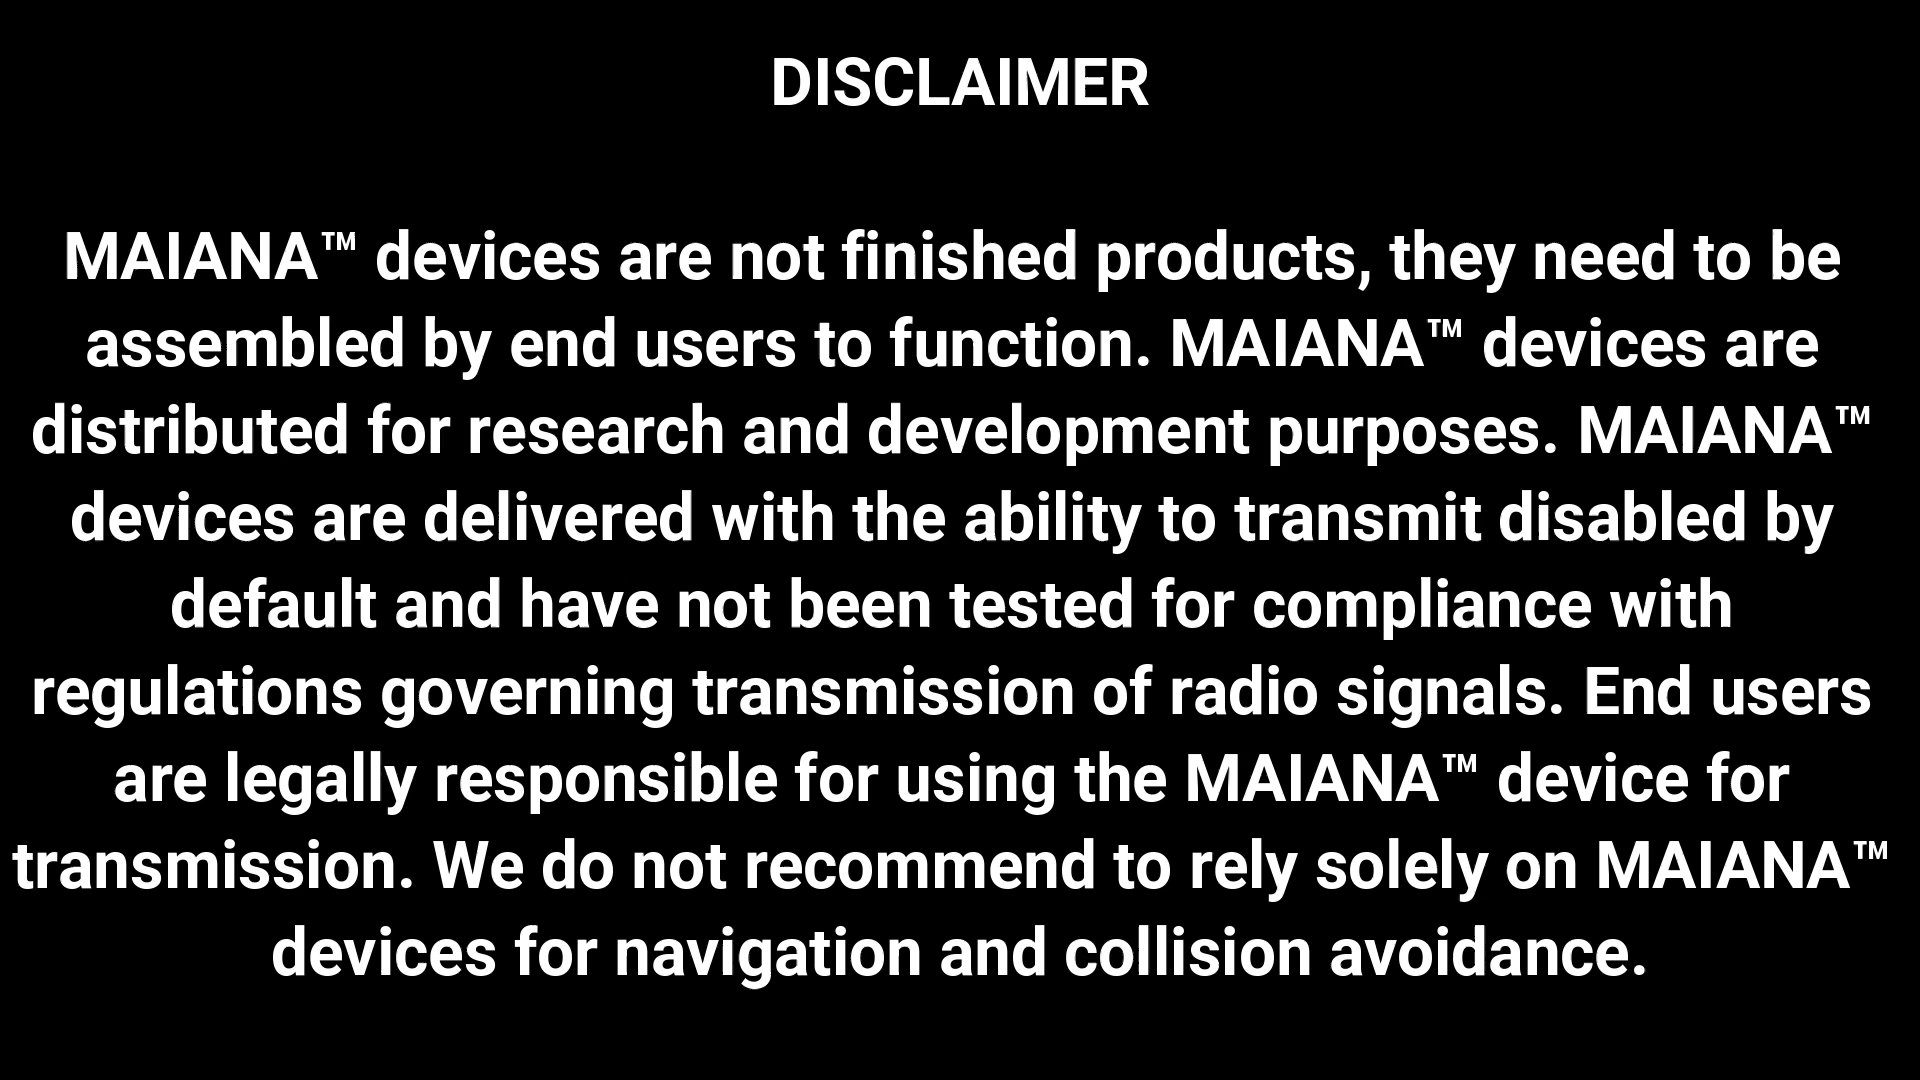 DISCLAIMER
MAIANA™ devices are not finished products, they need to be
assembled by end users to function. MAIANA™ devices are
distributed for research and development purposes. MAIANA™
devices are delivered with the ability to transmit disabled by
default and have not been tested for compliance with
regulations governing transmission of radio signals. End users
are legally responsible for using the MAIANA™ device for
transmission. We do not recommend to rely solely on MAIANA™
devices for navigation and collision avoidance.